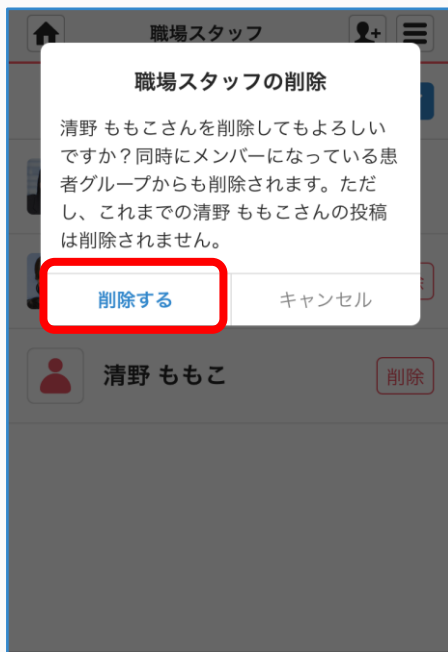 職場スタッフ
職場スタッフの削除
清野 ももこさんを削除してもよろしい
ですか？同時にメンバーになっている患
者グループからも削除されます。ただ
し、これまでの清野 ももこさんの投稿
は削除されません。
削除する
キャンセル
清野 ももこ
削除